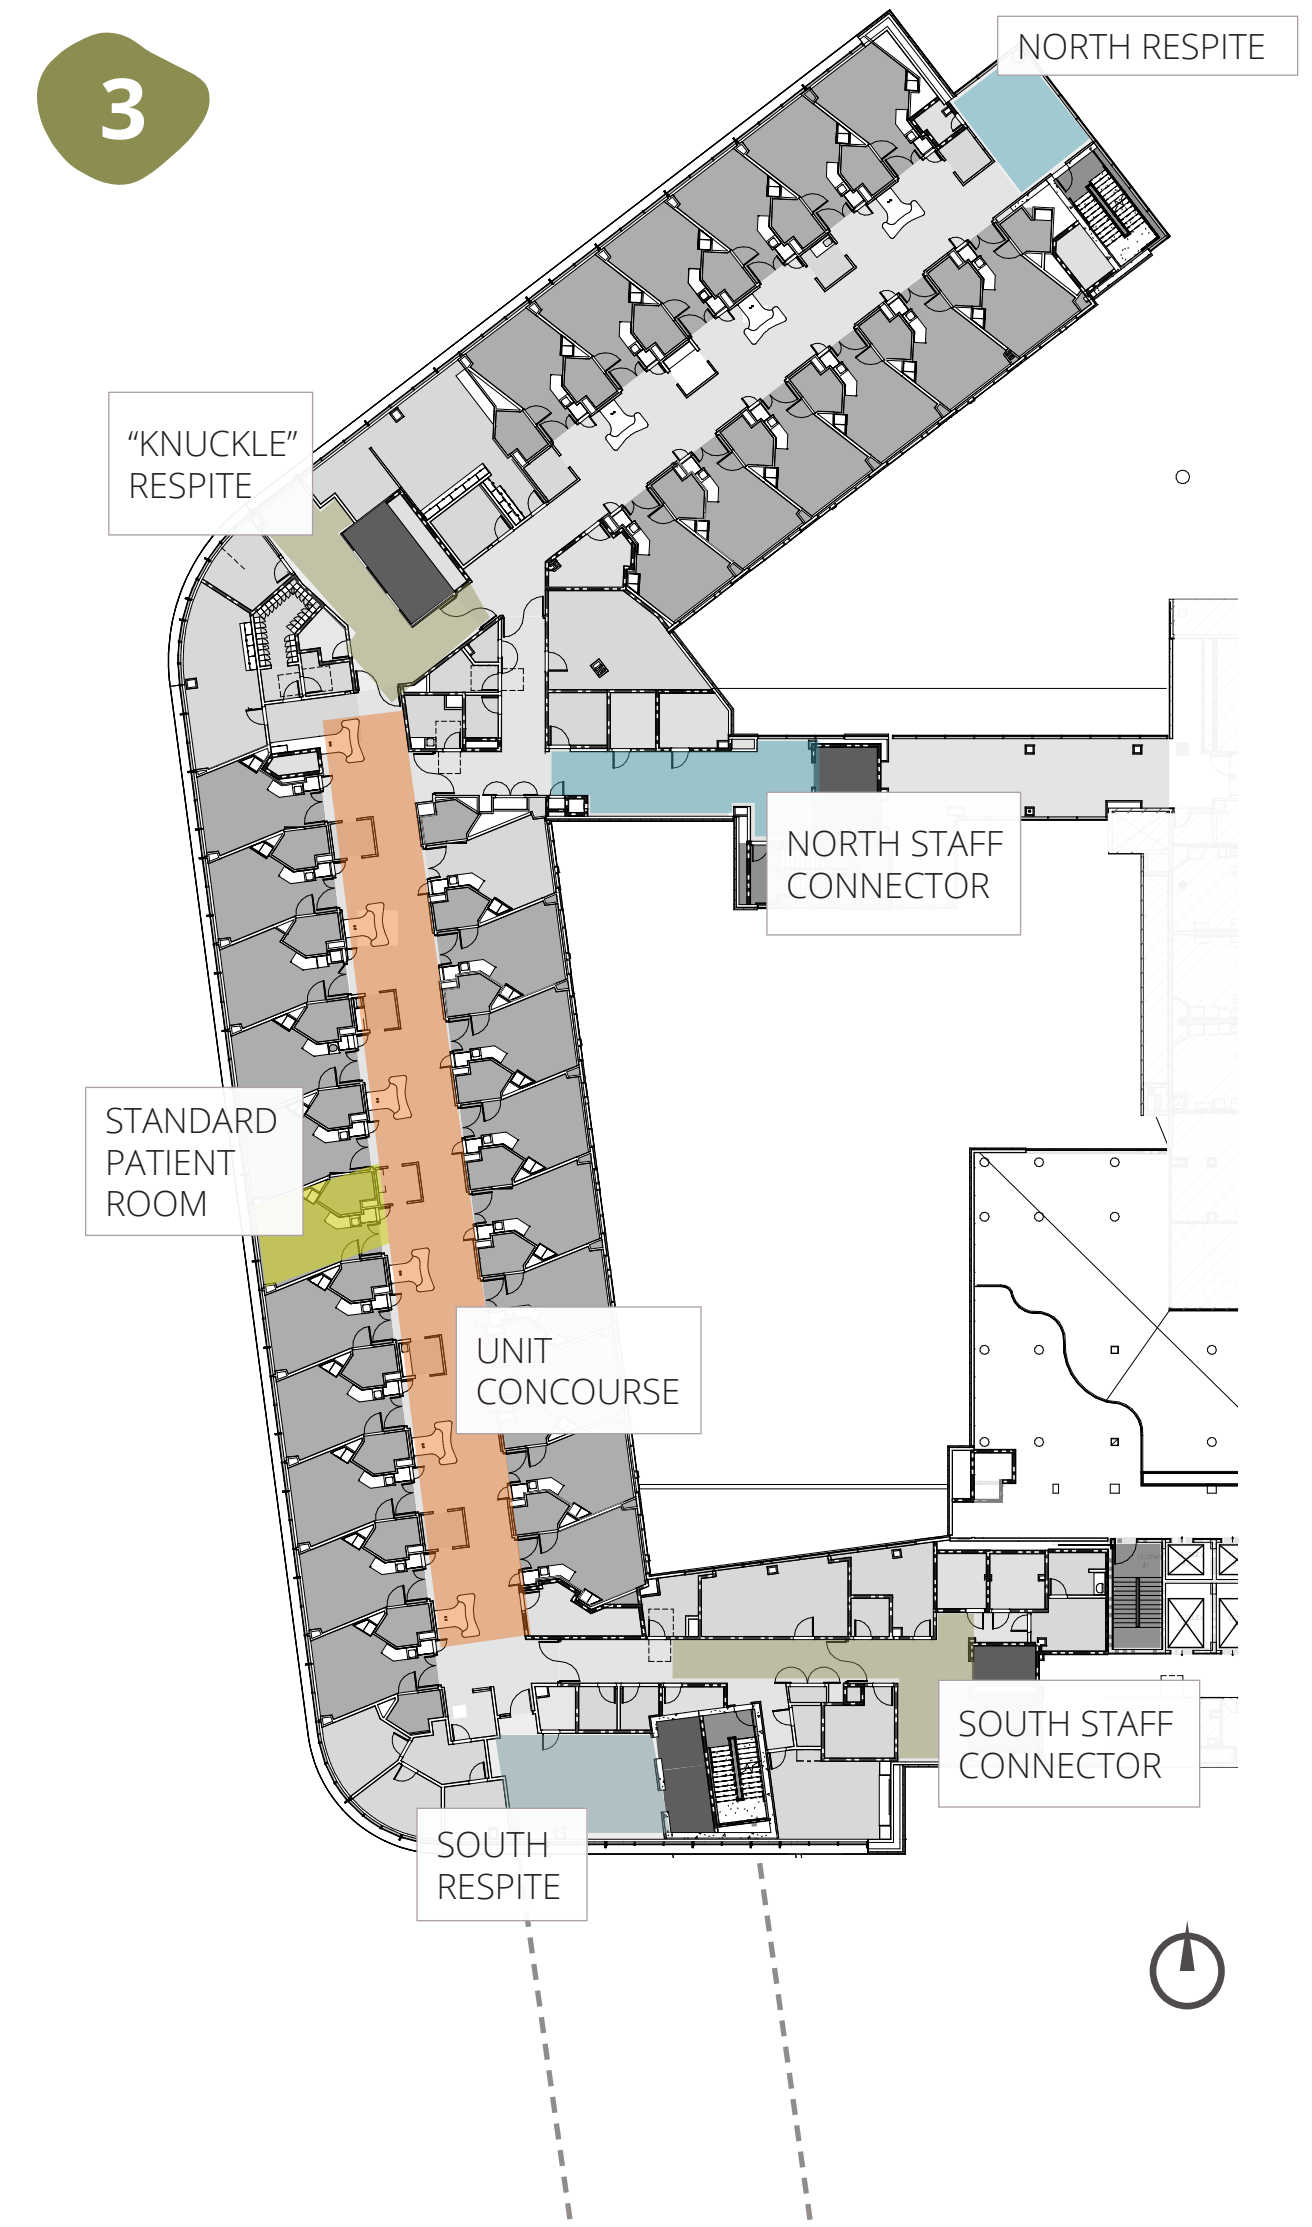 3
NORTH RESPITE
“KNUCKLE”
RESPITE
NORTH STAFF
CONNECTOR
STANDARD
PATIENT
ROOM
UNIT
CONCOURSE
SOUTH STAFF
CONNECTOR
SOUTH
RESPITE